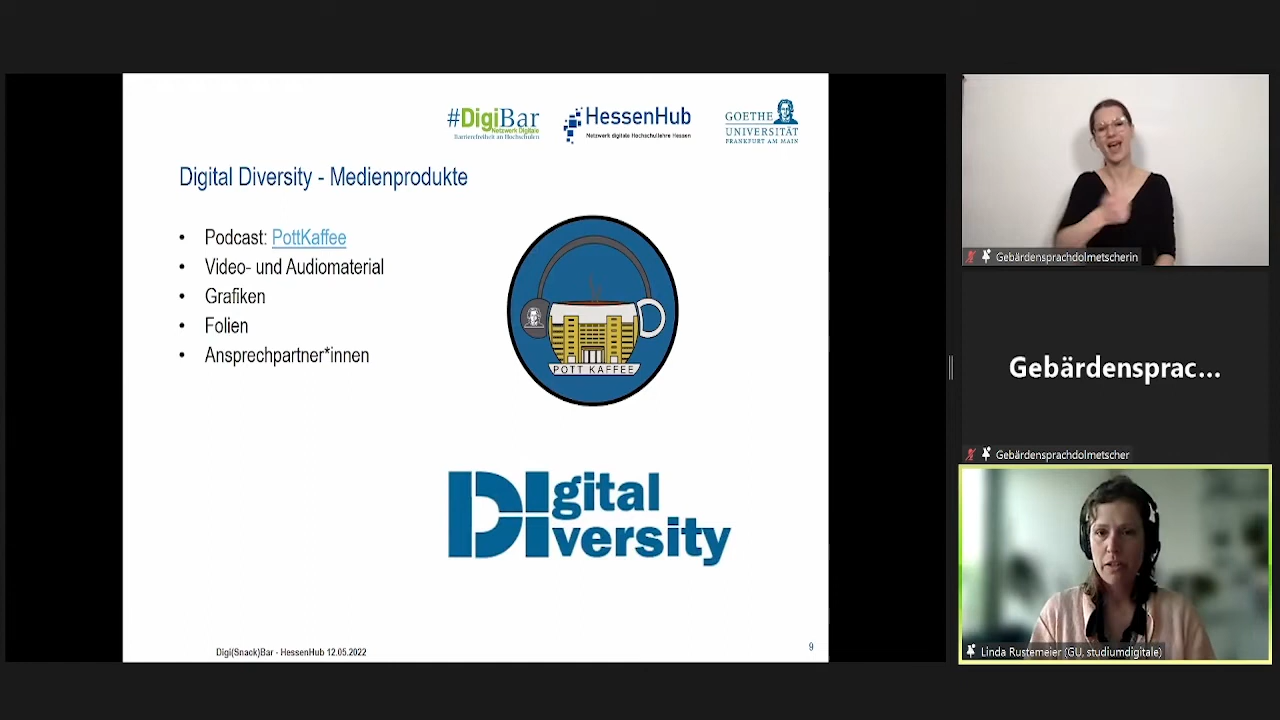 #DigiBar
Netzwerk Digitale
Barrierefreiheit an Hochschulen
HessenHub
Netzwerk digitale Hochschullehre Hessen
GOETHE
UNIVERSITÄT
FRANKFURT AM MAIN
Digital Diversity - Medienprodukte
• Podcast: PottKaffee
• Video- und Audiomaterial
• Grafiken
• Folien
• Ansprechpartner*innen
POTT KAFFEE
DIgital
DIversity
Digi(Snack)Bar - HessenHub 12.05.2022
9
Gebärdensprachdolmetscherin
Gebärdensprac...
Gebärdensprachdolmetscher
Linda Rustemeier (GU, studiumdigitale)